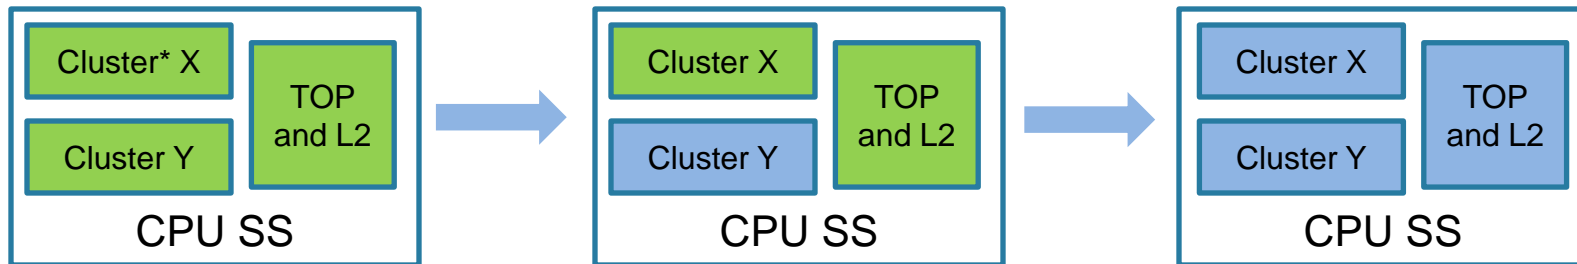 Cluster* X
Cluster Y
TOP
and L2
CPU SS
Cluster X
Cluster Y
TOP
and L2
CPU SS
Cluster X
Cluster Y
TOP
and L2
CPU SS